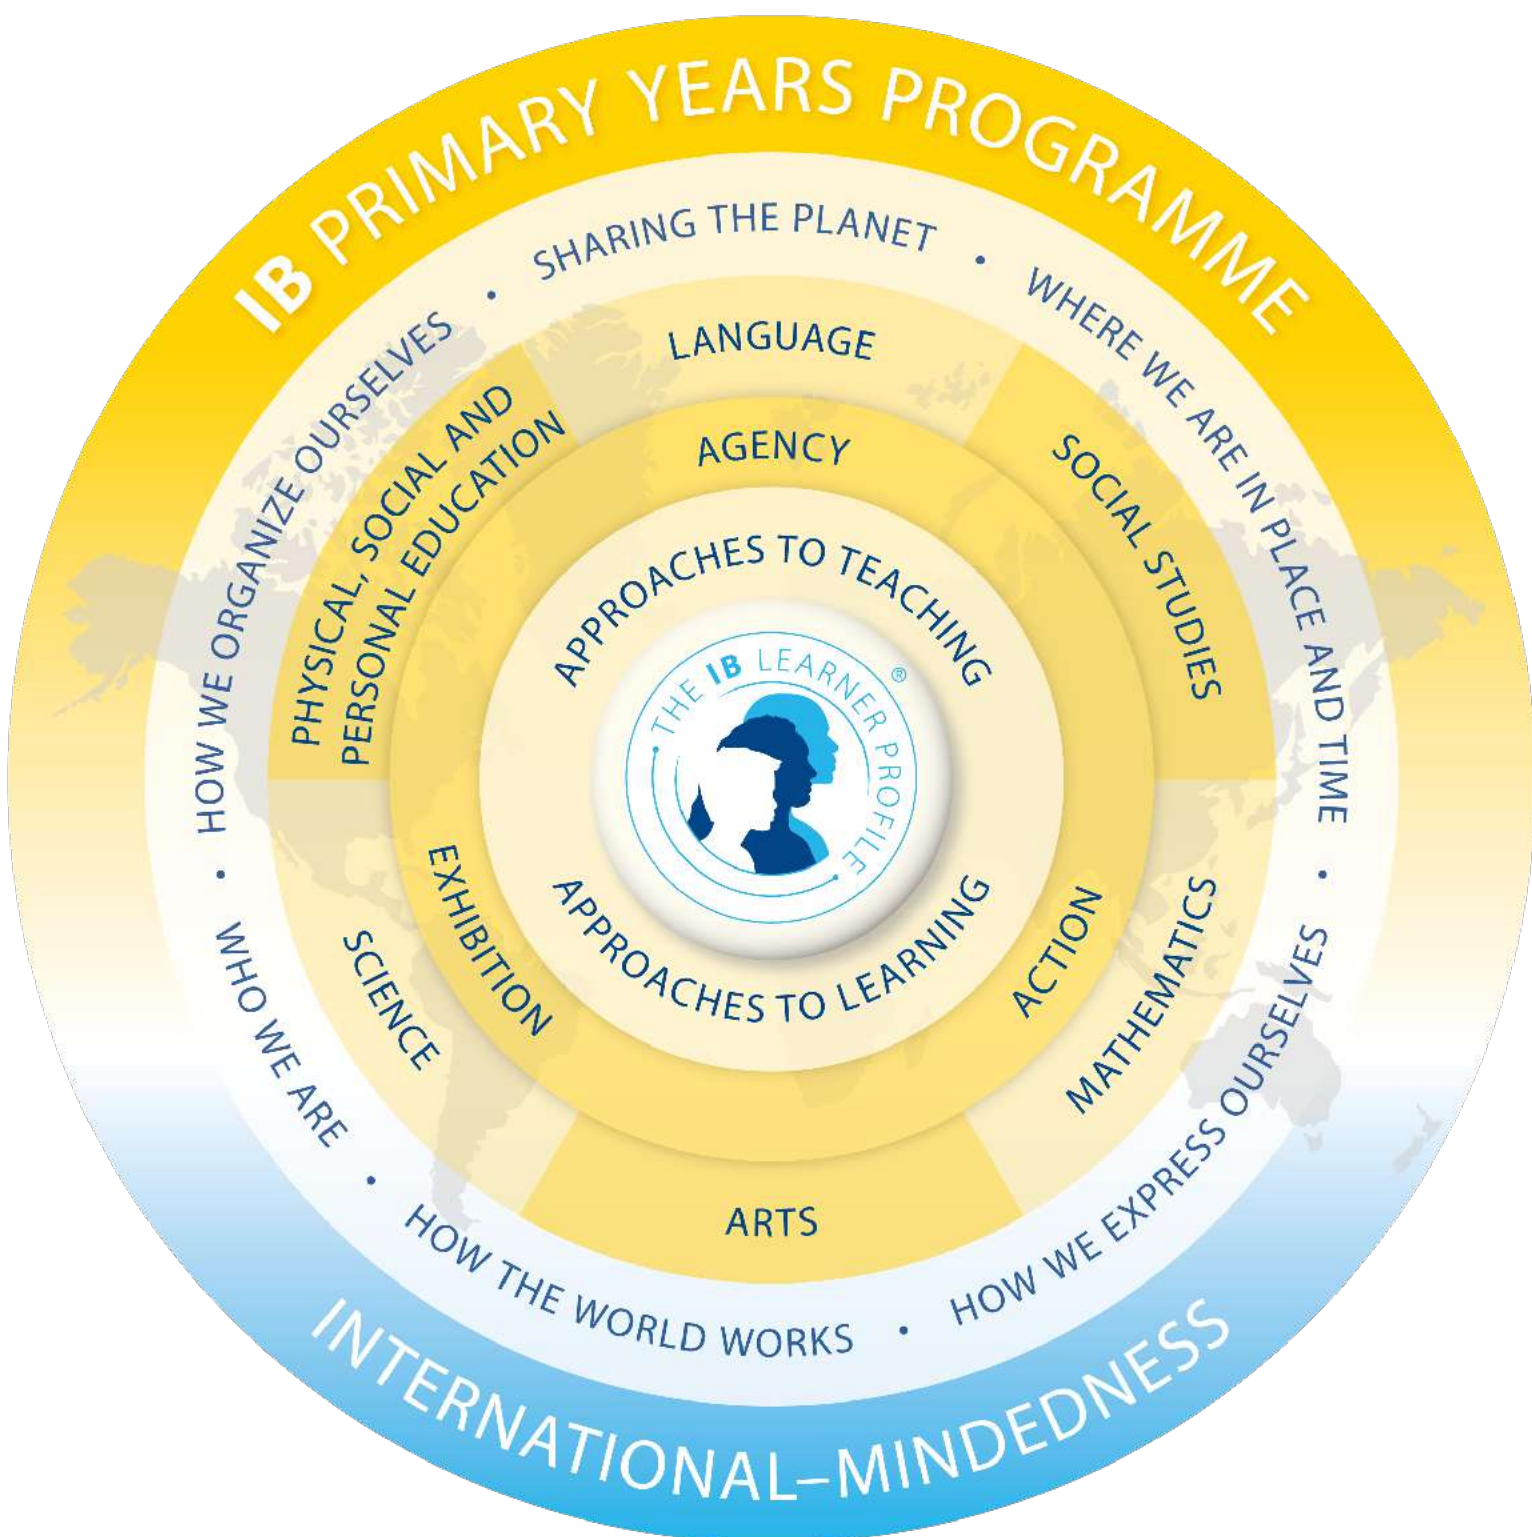 IB PRIMARY YEARS PROGRAMME
SHARING THE PLANET
•
WHERE WE ARE IN PLACE AND TIME
•
HOW WE EXPRESS OURSELVES
•
HOW THE WORLD WORKS
•
WHO WE ARE
•
HOW WE ORGANIZE OURSELVES
•
LANGUAGE
SOCIAL STUDIES
MATHEMATICS
ARTS
SCIENCE
PHYSICAL, SOCIAL AND
PERSONAL EDUCATION
AGENCY
ACTION
EXHIBITION
APPROACHES TO TEACHING
THE IB LEARNER PROFILE ®
APPROACHES TO LEARNING
INTERNATIONAL–MINDEDNESS